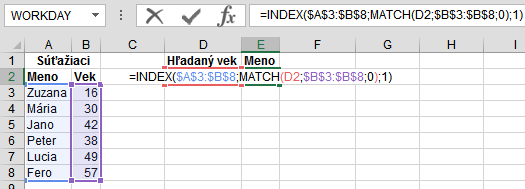 WORKDAY =INDEX($A$3:$B$8;MATCH(D2;$B$3:$B$8;0);1)
A B C D E F G H I
1 Súťažiaci Hľadaný vek Meno
2 Meno Vek =INDEX($A$3:$B$8;MATCH(D2;$B$3:$B$8;0);1)
3 Zuzana 16
4 Mária 30
5 Jano 42
6 Peter 38
7 Lucia 49
8 Fero 57